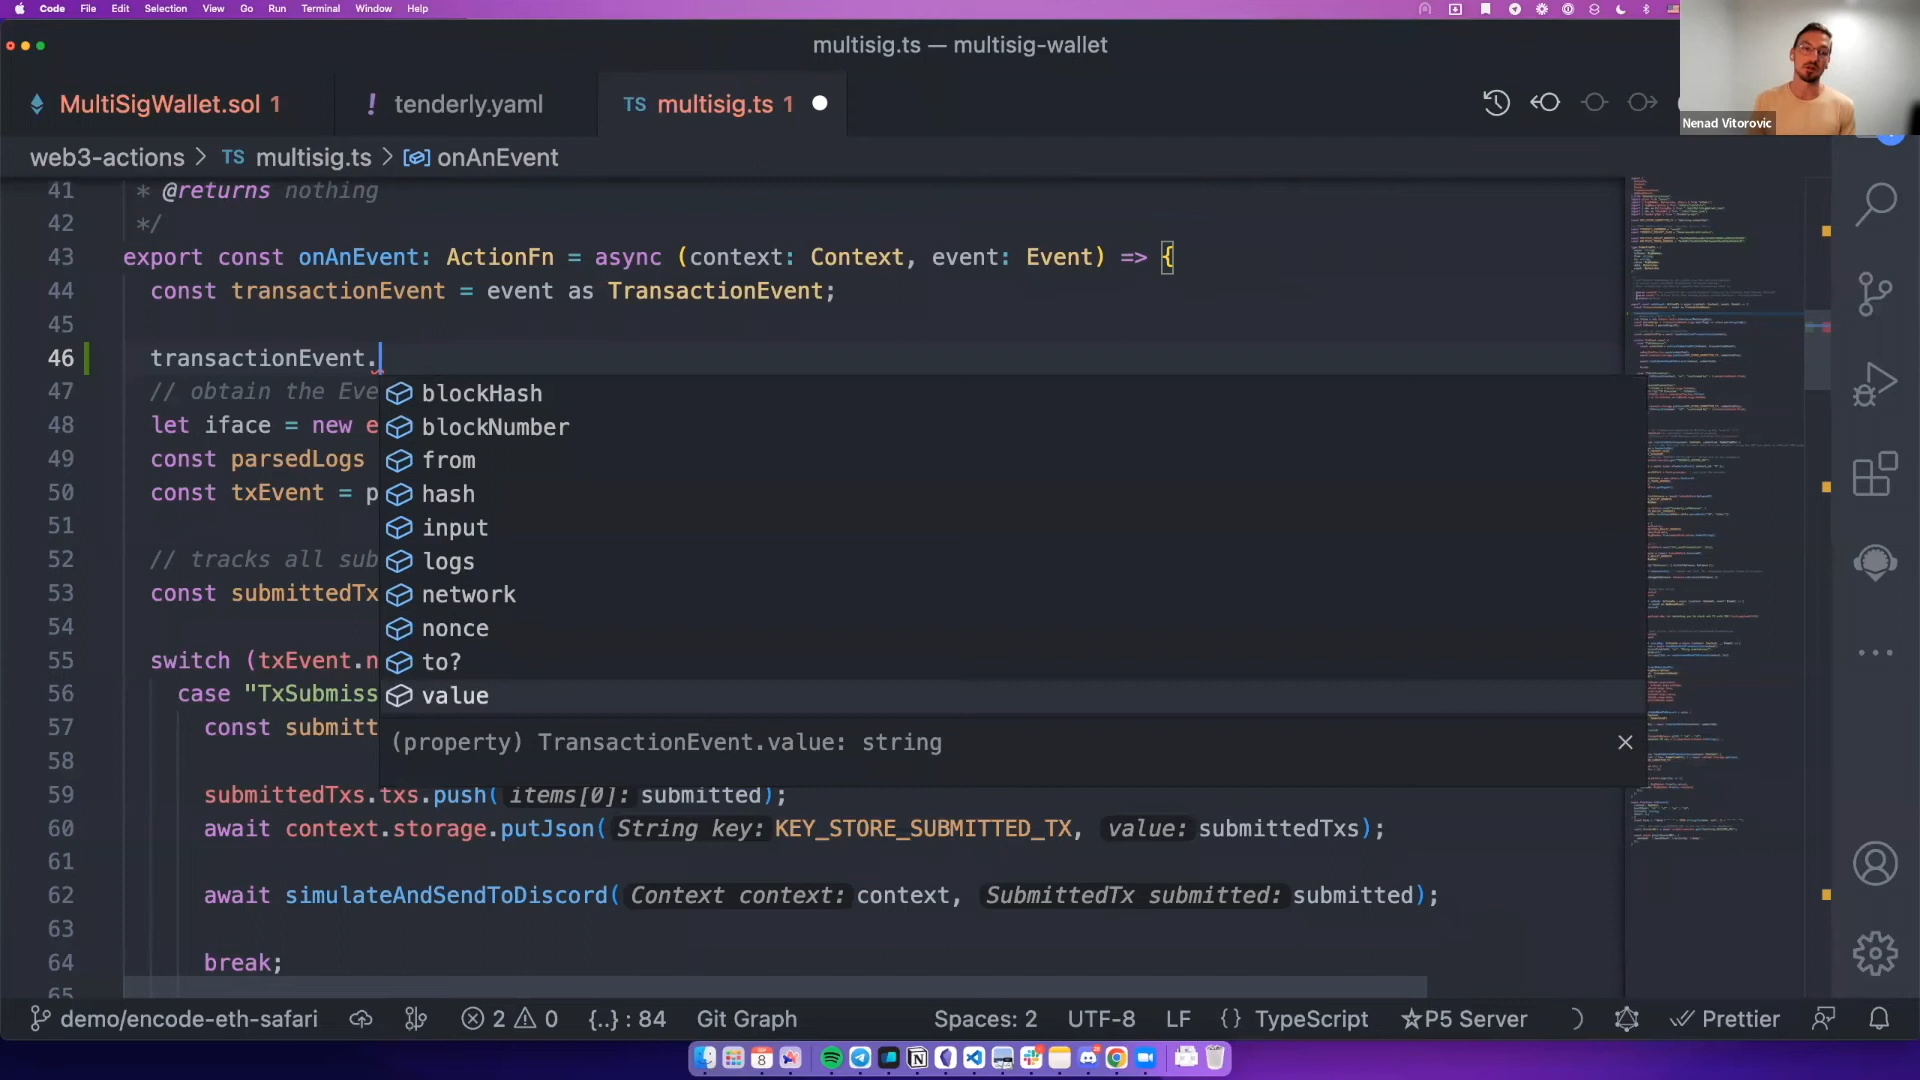 Code File Edit Selection View Go Run Terminal Window Help
multisig.ts — multisig-wallet
Nenad Vitorovic
MultiSigWallet.sol 1
! tenderly.yaml
TS multisig.ts 1
web3-actions > TS multisig.ts > onAnEvent
41 * @returns nothing
42 */
43 export const onAnEvent: ActionFn = async (context: Context, event: Event) => {
44 const transactionEvent = event as TransactionEvent;
45
46 transactionEvent.
47 // obtain the Eve
48 let iface = new e
49 const parsedLogs
50 const txEvent = p
51
52 // tracks all sub
53 const submittedTx
54
55 switch (txEvent.n
56 case "TxSubmiss
57 const submitt
58
blockHash
blockNumber
from
hash
input
logs
network
nonce
to?
value
(property) TransactionEvent.value: string
59 submittedTxs.txs.push(items[0]: submitted);
60 await context.storage.putJson(String key: KEY_STORE_SUBMITTED_TX, value: submittedTxs);
61
62 await simulateAndSendToDiscord(Context context: context, SubmittedTx submitted: submitted);
63
64 break;
65
demo/encode-eth-safari 2 0 {..} : 84 Git Graph Spaces: 2 UTF-8 LF {} TypeScript P5 Server Prettier